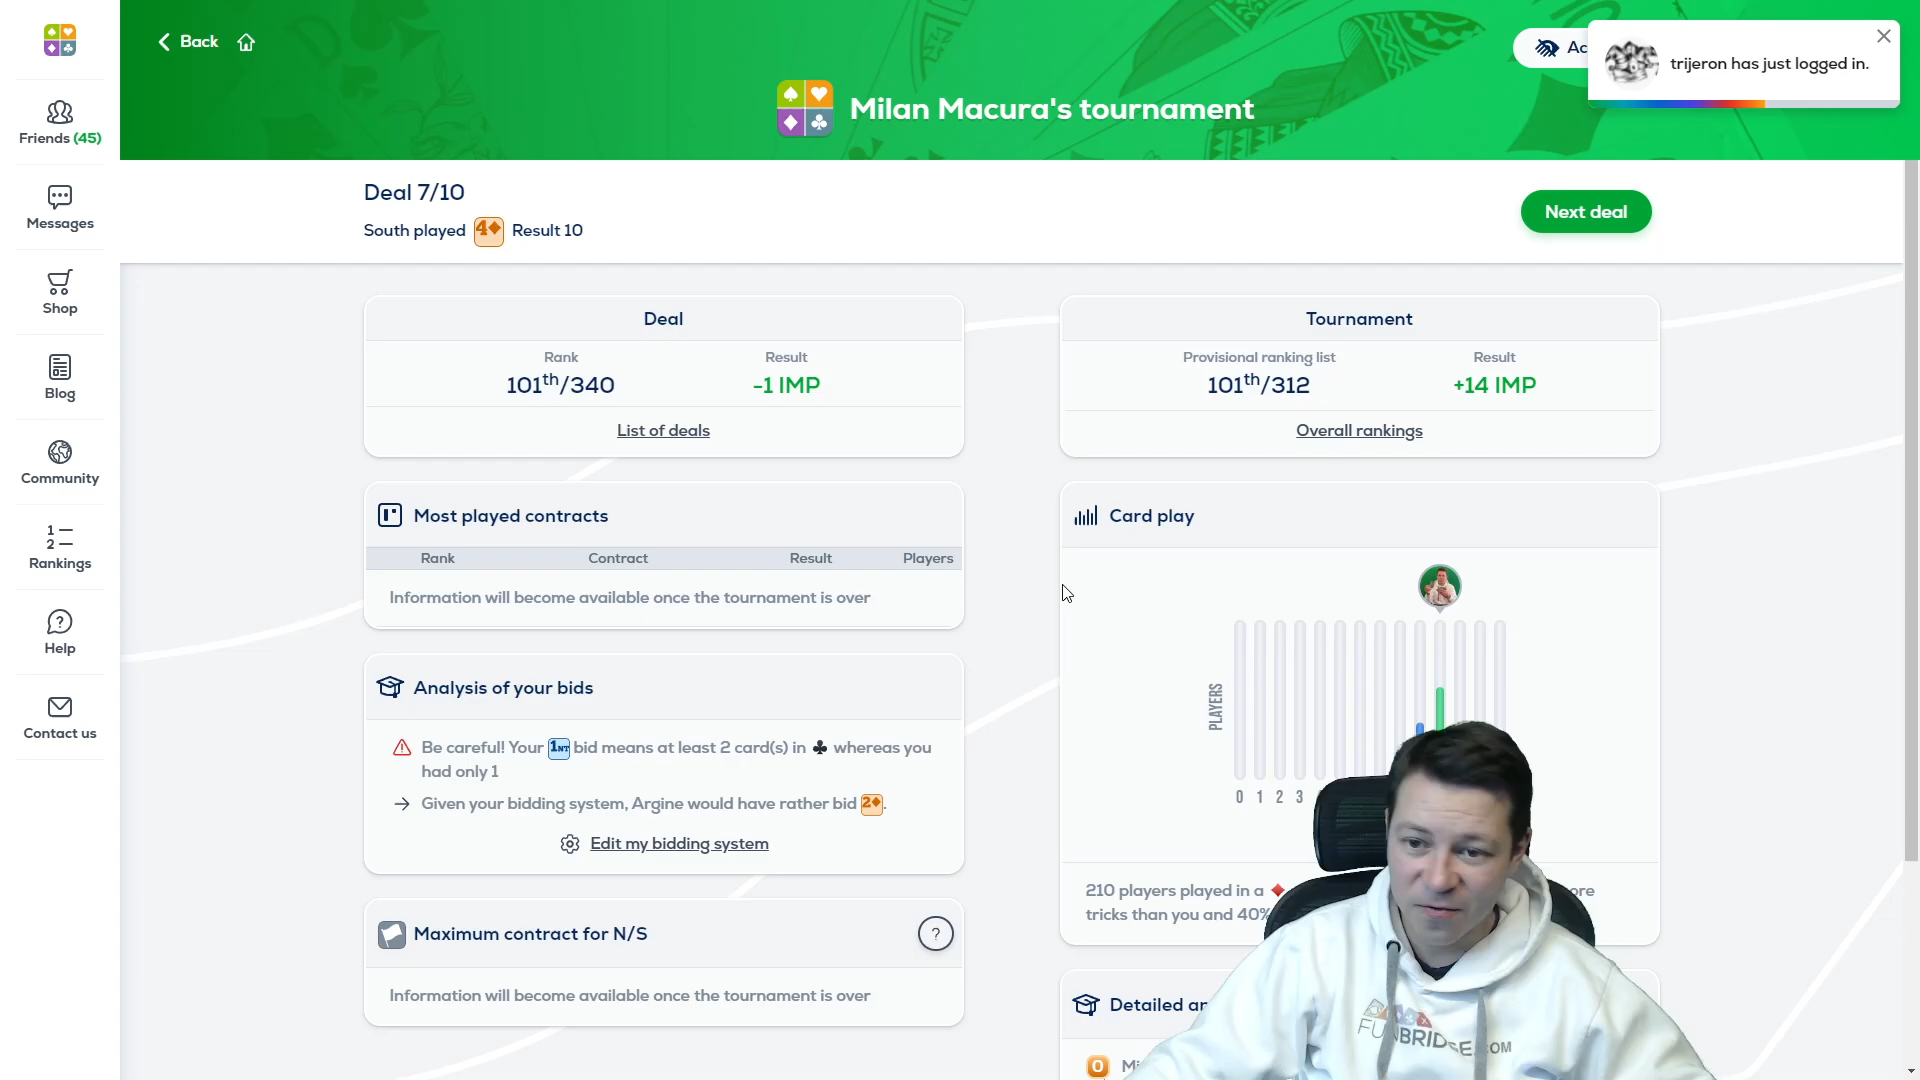 Back
Milan Macura's tournament
trijeron has just logged in.
Friends (45)
Messages
Shop
Blog
Community
1
2
Rankings
Help
Contact us
Deal 7/10
South played 4♦ Result 10
Next deal
Deal
Rank Result
101th/340 -1 IMP
List of deals
Tournament
Provisional ranking list Result
101th/312 +14 IMP
Overall rankings
Most played contracts
Rank Contract Result Players
Information will become available once the tournament is over
Card play
PLAYERS
0 1 2 3
210 players played in a ♦
tricks than you and 40%
Analysis of your bids
Be careful! Your 1NT bid means at least 2 card(s) in ♣ whereas you
had only 1
→ Given your bidding system, Argine would have rather bid 2♦.
Edit my bidding system
Maximum contract for N/S ?
Information will become available once the tournament is over
Detailed
O
FUNBRIDGE.COM